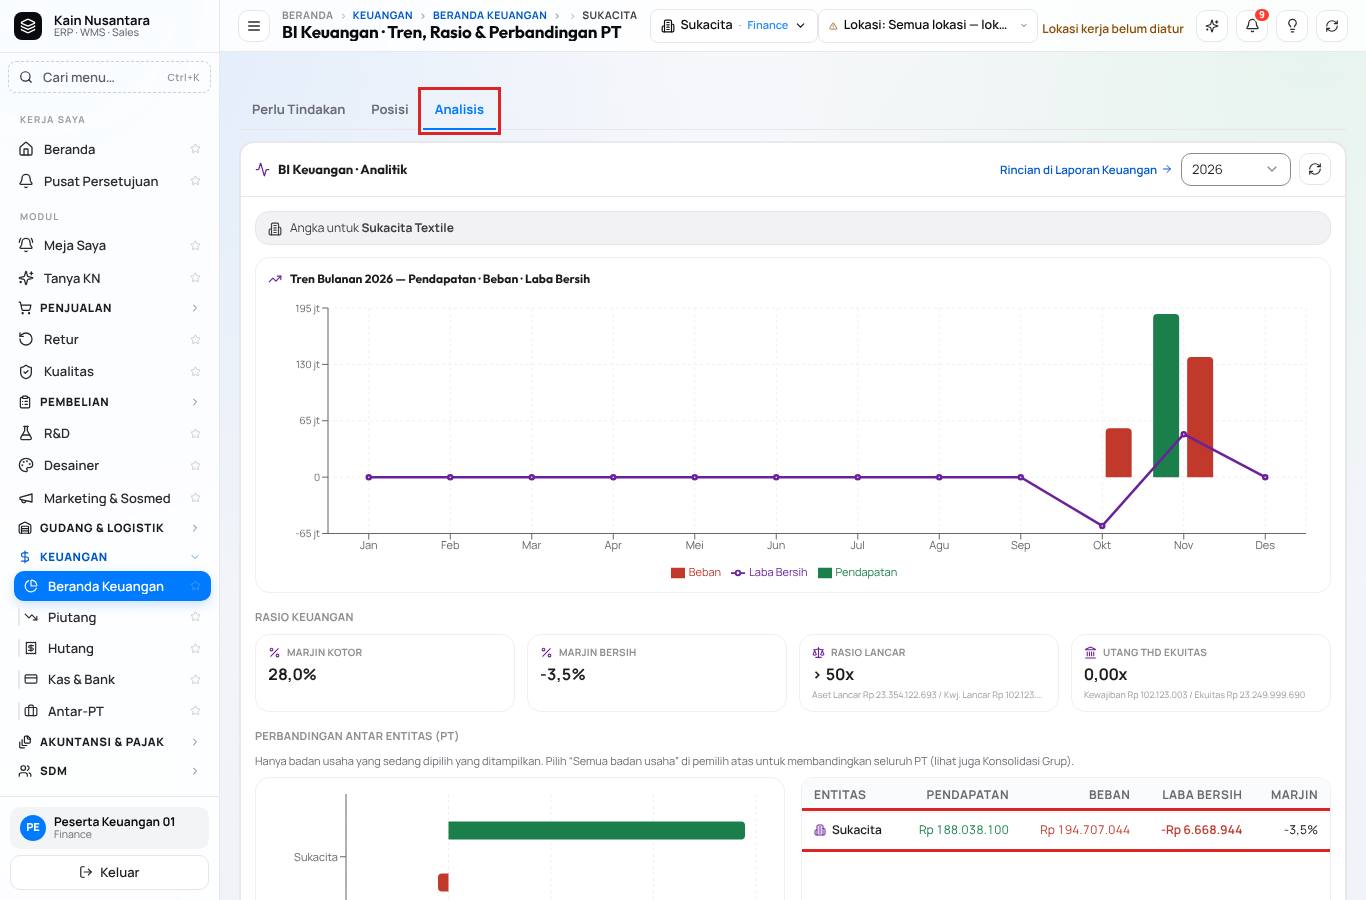 Kain Nusantara
ERP · WMS · Sales
Cari menu...
Ctrl+K
KERJA SAYA
Beranda
Pusat Persetujuan
MODUL
Meja Saya
Tanya KN
PENJUALAN
Retur
Kualitas
PEMBELIAN
R&D
Desainer
Marketing & Sosmed
GUDANG & LOGISTIK
KEUANGAN
Beranda Keuangan
Piutang
Hutang
Kas & Bank
Antar-PT
AKUNTANSI & PAJAK
SDM
PE
Peserta Keuangan 01
Finance
Keluar
BERANDA › KEUANGAN › BERANDA KEUANGAN › › SUKACITA
BI Keuangan · Tren, Rasio & Perbandingan PT
Sukacita · Finance
Lokasi: Semua lokasi — lok...
Lokasi kerja belum diatur
9
Perlu Tindakan
Posisi
Analisis
BI Keuangan · Analitik
Rincian di Laporan Keuangan →
2026
Angka untuk Sukacita Textile
Tren Bulanan 2026 — Pendapatan · Beban · Laba Bersih
195 jt
130 jt
65 jt
0
-65 jt
Jan Feb Mar Apr Mei Jun Jul Agu Sep Okt Nov Des
Beban Laba Bersih Pendapatan
RASIO KEUANGAN
MARJIN KOTOR
28,0%
MARJIN BERSIH
-3,5%
RASIO LANCAR
> 50x
Aset Lancar Rp 23.354.122.693 / Kwj. Lancar Rp 102.123....
UTANG THD EKUITAS
0,00x
Kewajiban Rp 102.123.003 / Ekuitas Rp 23.249.999.690
PERBANDINGAN ANTAR ENTITAS (PT)
Hanya badan usaha yang sedang dipilih yang ditampilkan. Pilih "Semua badan usaha" di pemilih atas untuk membandingkan seluruh PT (lihat juga Konsolidasi Grup).
Sukacita
ENTITAS PENDAPATAN BEBAN LABA BERSIH MARJIN
Sukacita Rp 188.038.100 Rp 194.707.044 -Rp 6.668.944 -3,5%